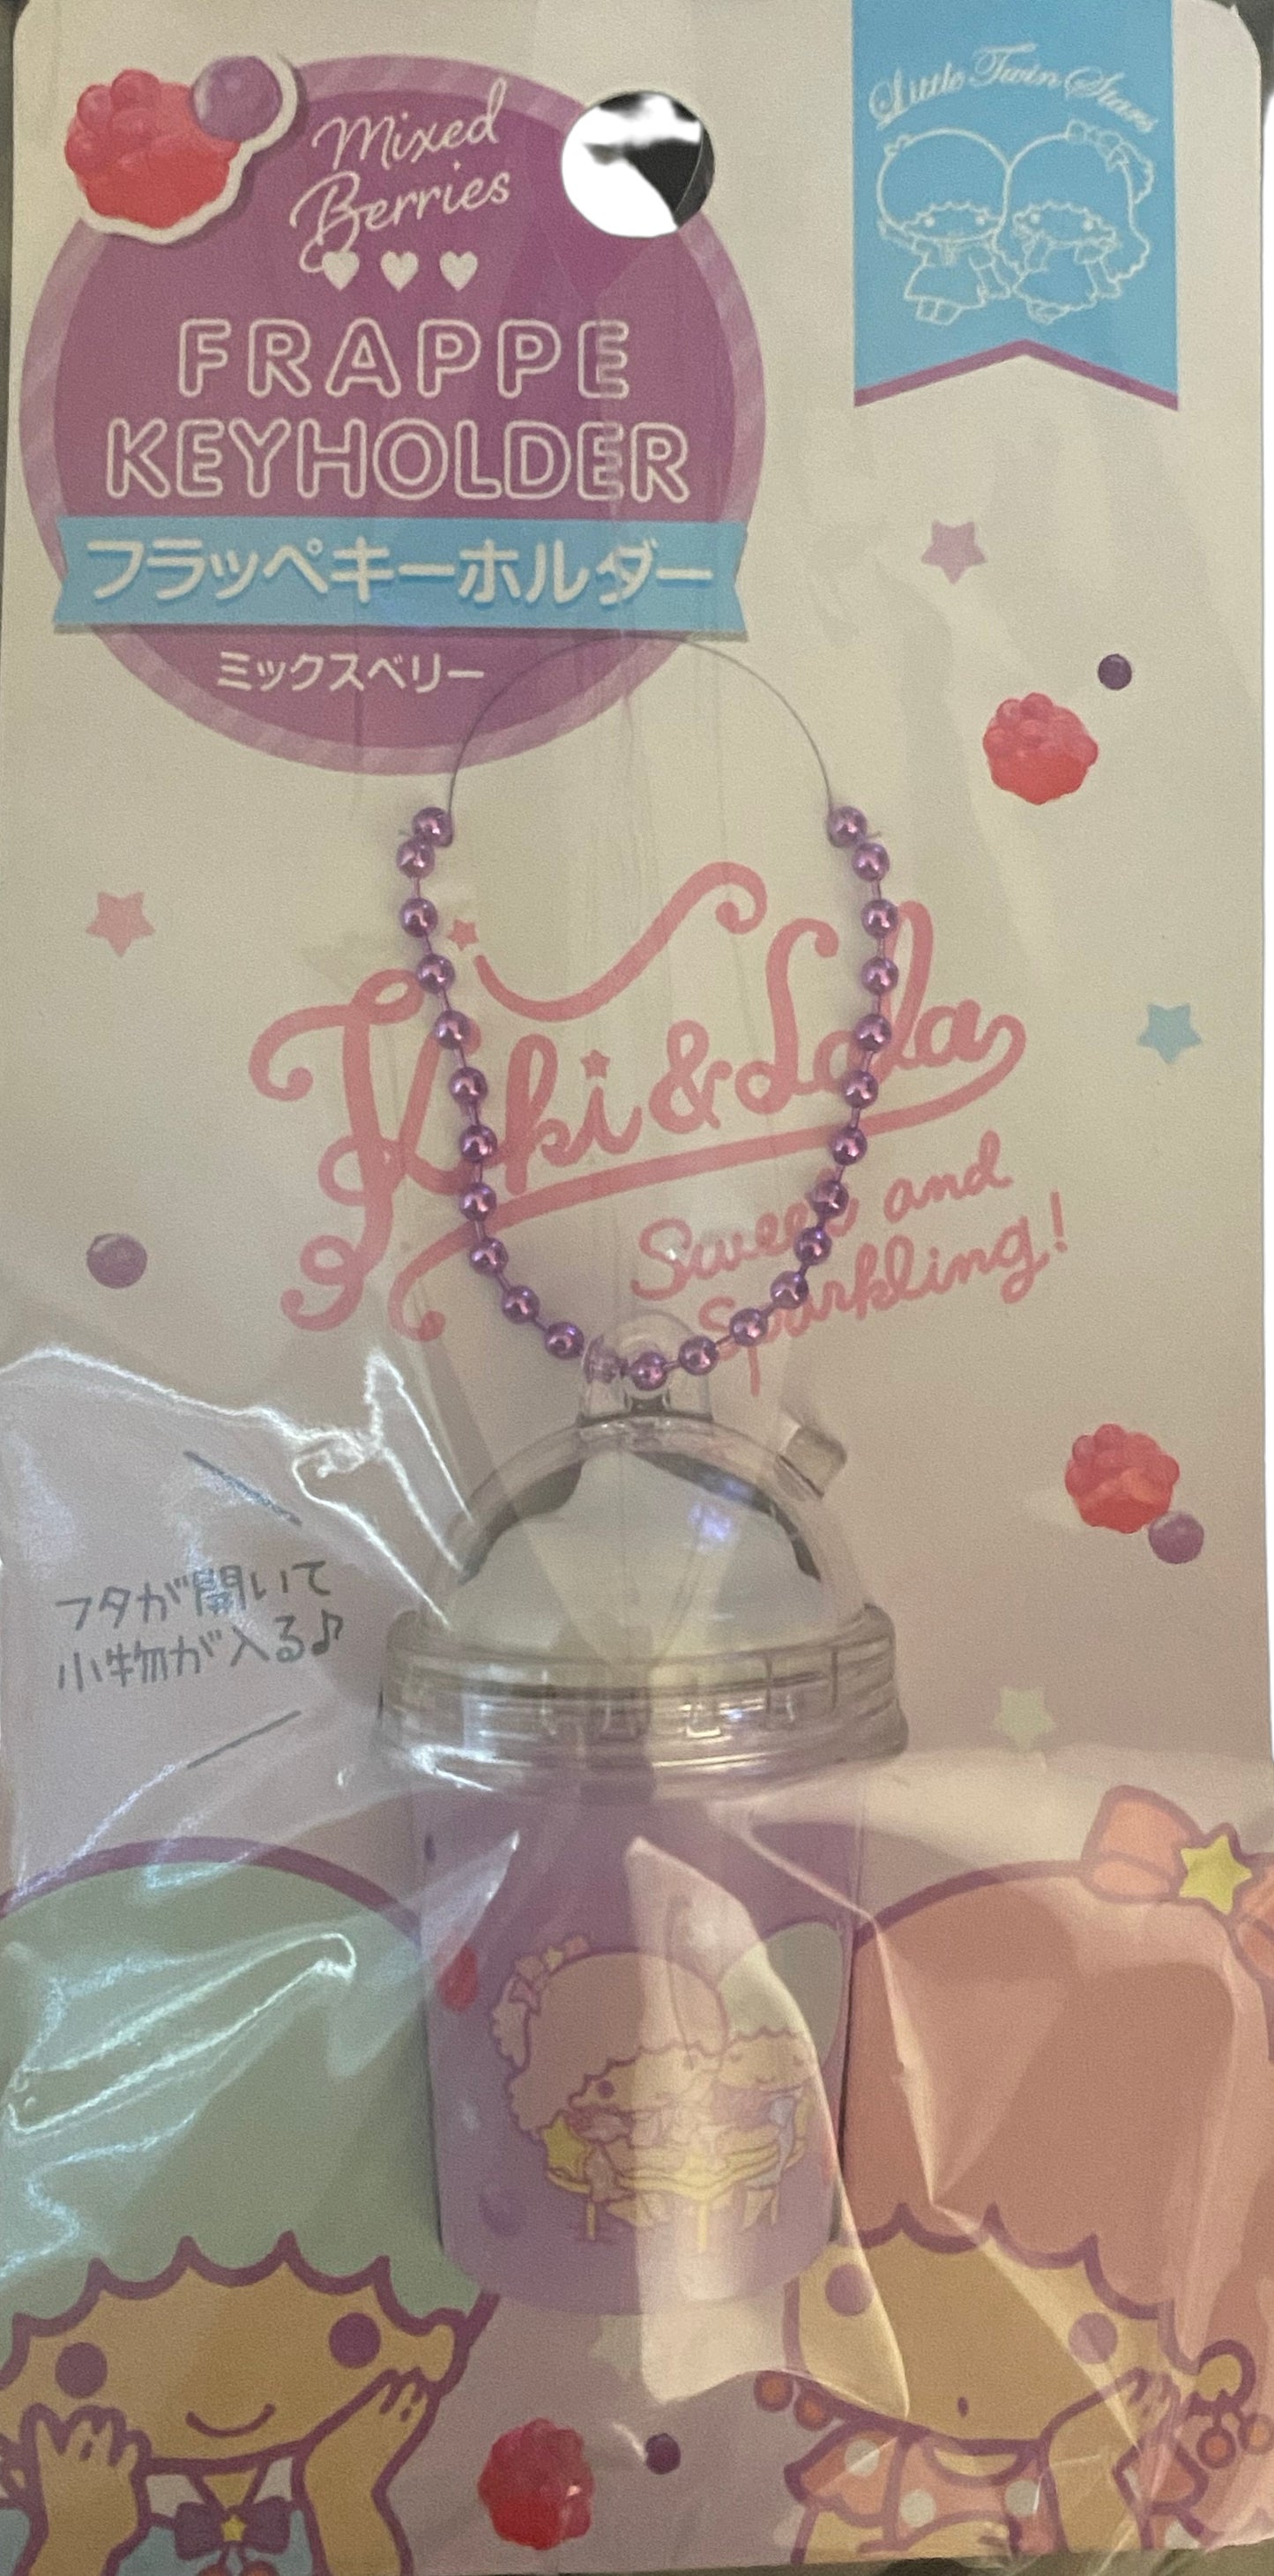 Mixed
Berries
FRAPPE
KEYHOLDER
フラッペキーホルダー
ミックスベリー
Little Twin Stars
Kiki & Lala
Sweet and
Sparkling!
フタが開いて
小物が入る♪